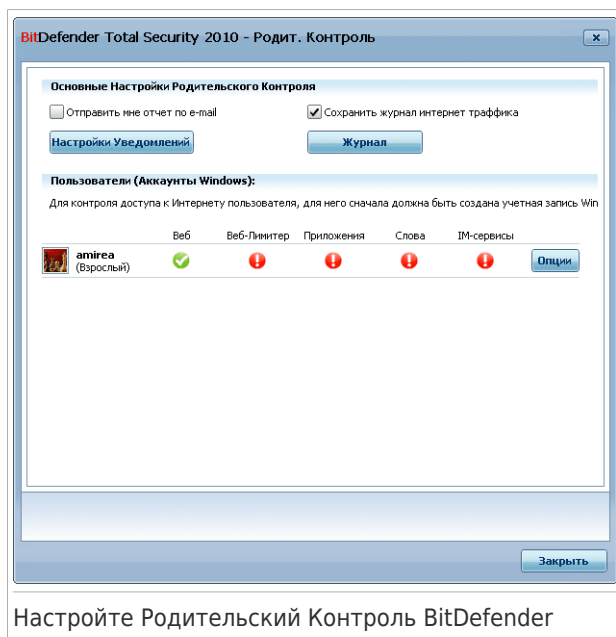 BitDefender Total Security 2010 - Родит. Контроль
Основные Настройки Родительского Контроля
Отправить мне отчет по e-mail
Сохранить журнал интернет траффика
Настройки Уведомлений
Журнал
Пользователи (Аккаунты Windows):
Для контроля доступа к Интернету пользователя, для него сначала должна быть создана учетная запись Win
Веб Веб-Лимитер Приложения Слова IM-сервисы
amirea
(Взрослый)
Опции
Закрыть
Настройте Родительский Контроль BitDefender